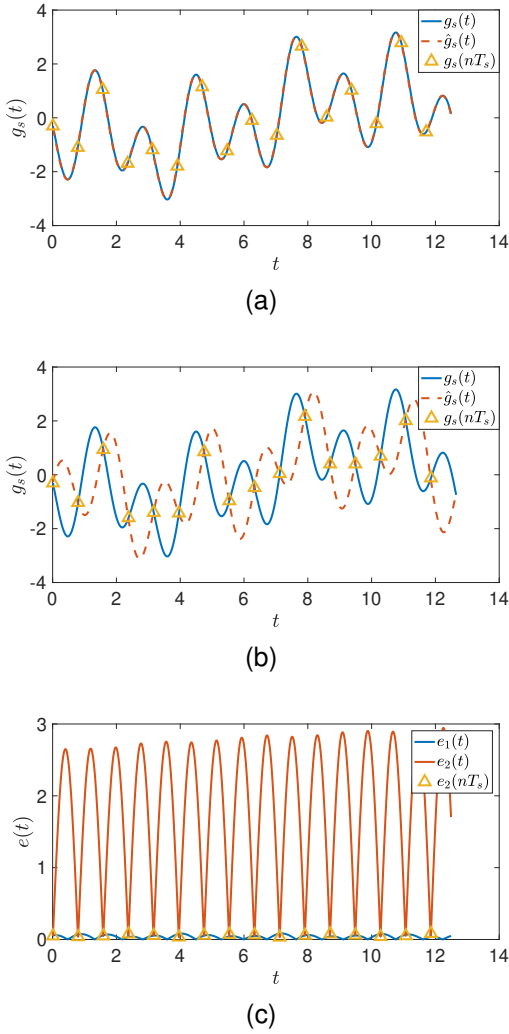 4
2
0
-2
-4
g_s(t)
g_s(t)
ĝ_s(t)
g_s(nT_s)
0 2 4 6 8 10 12 14
t
(a)
4
2
0
-2
-4
g_s(t)
g_s(t)
ĝ_s(t)
g_s(nT_s)
0 2 4 6 8 10 12 14
t
(b)
3
2
1
0
e(t)
e_1(t)
e_2(t)
e_2(nT_s)
0 2 4 6 8 10 12 14
t
(c)